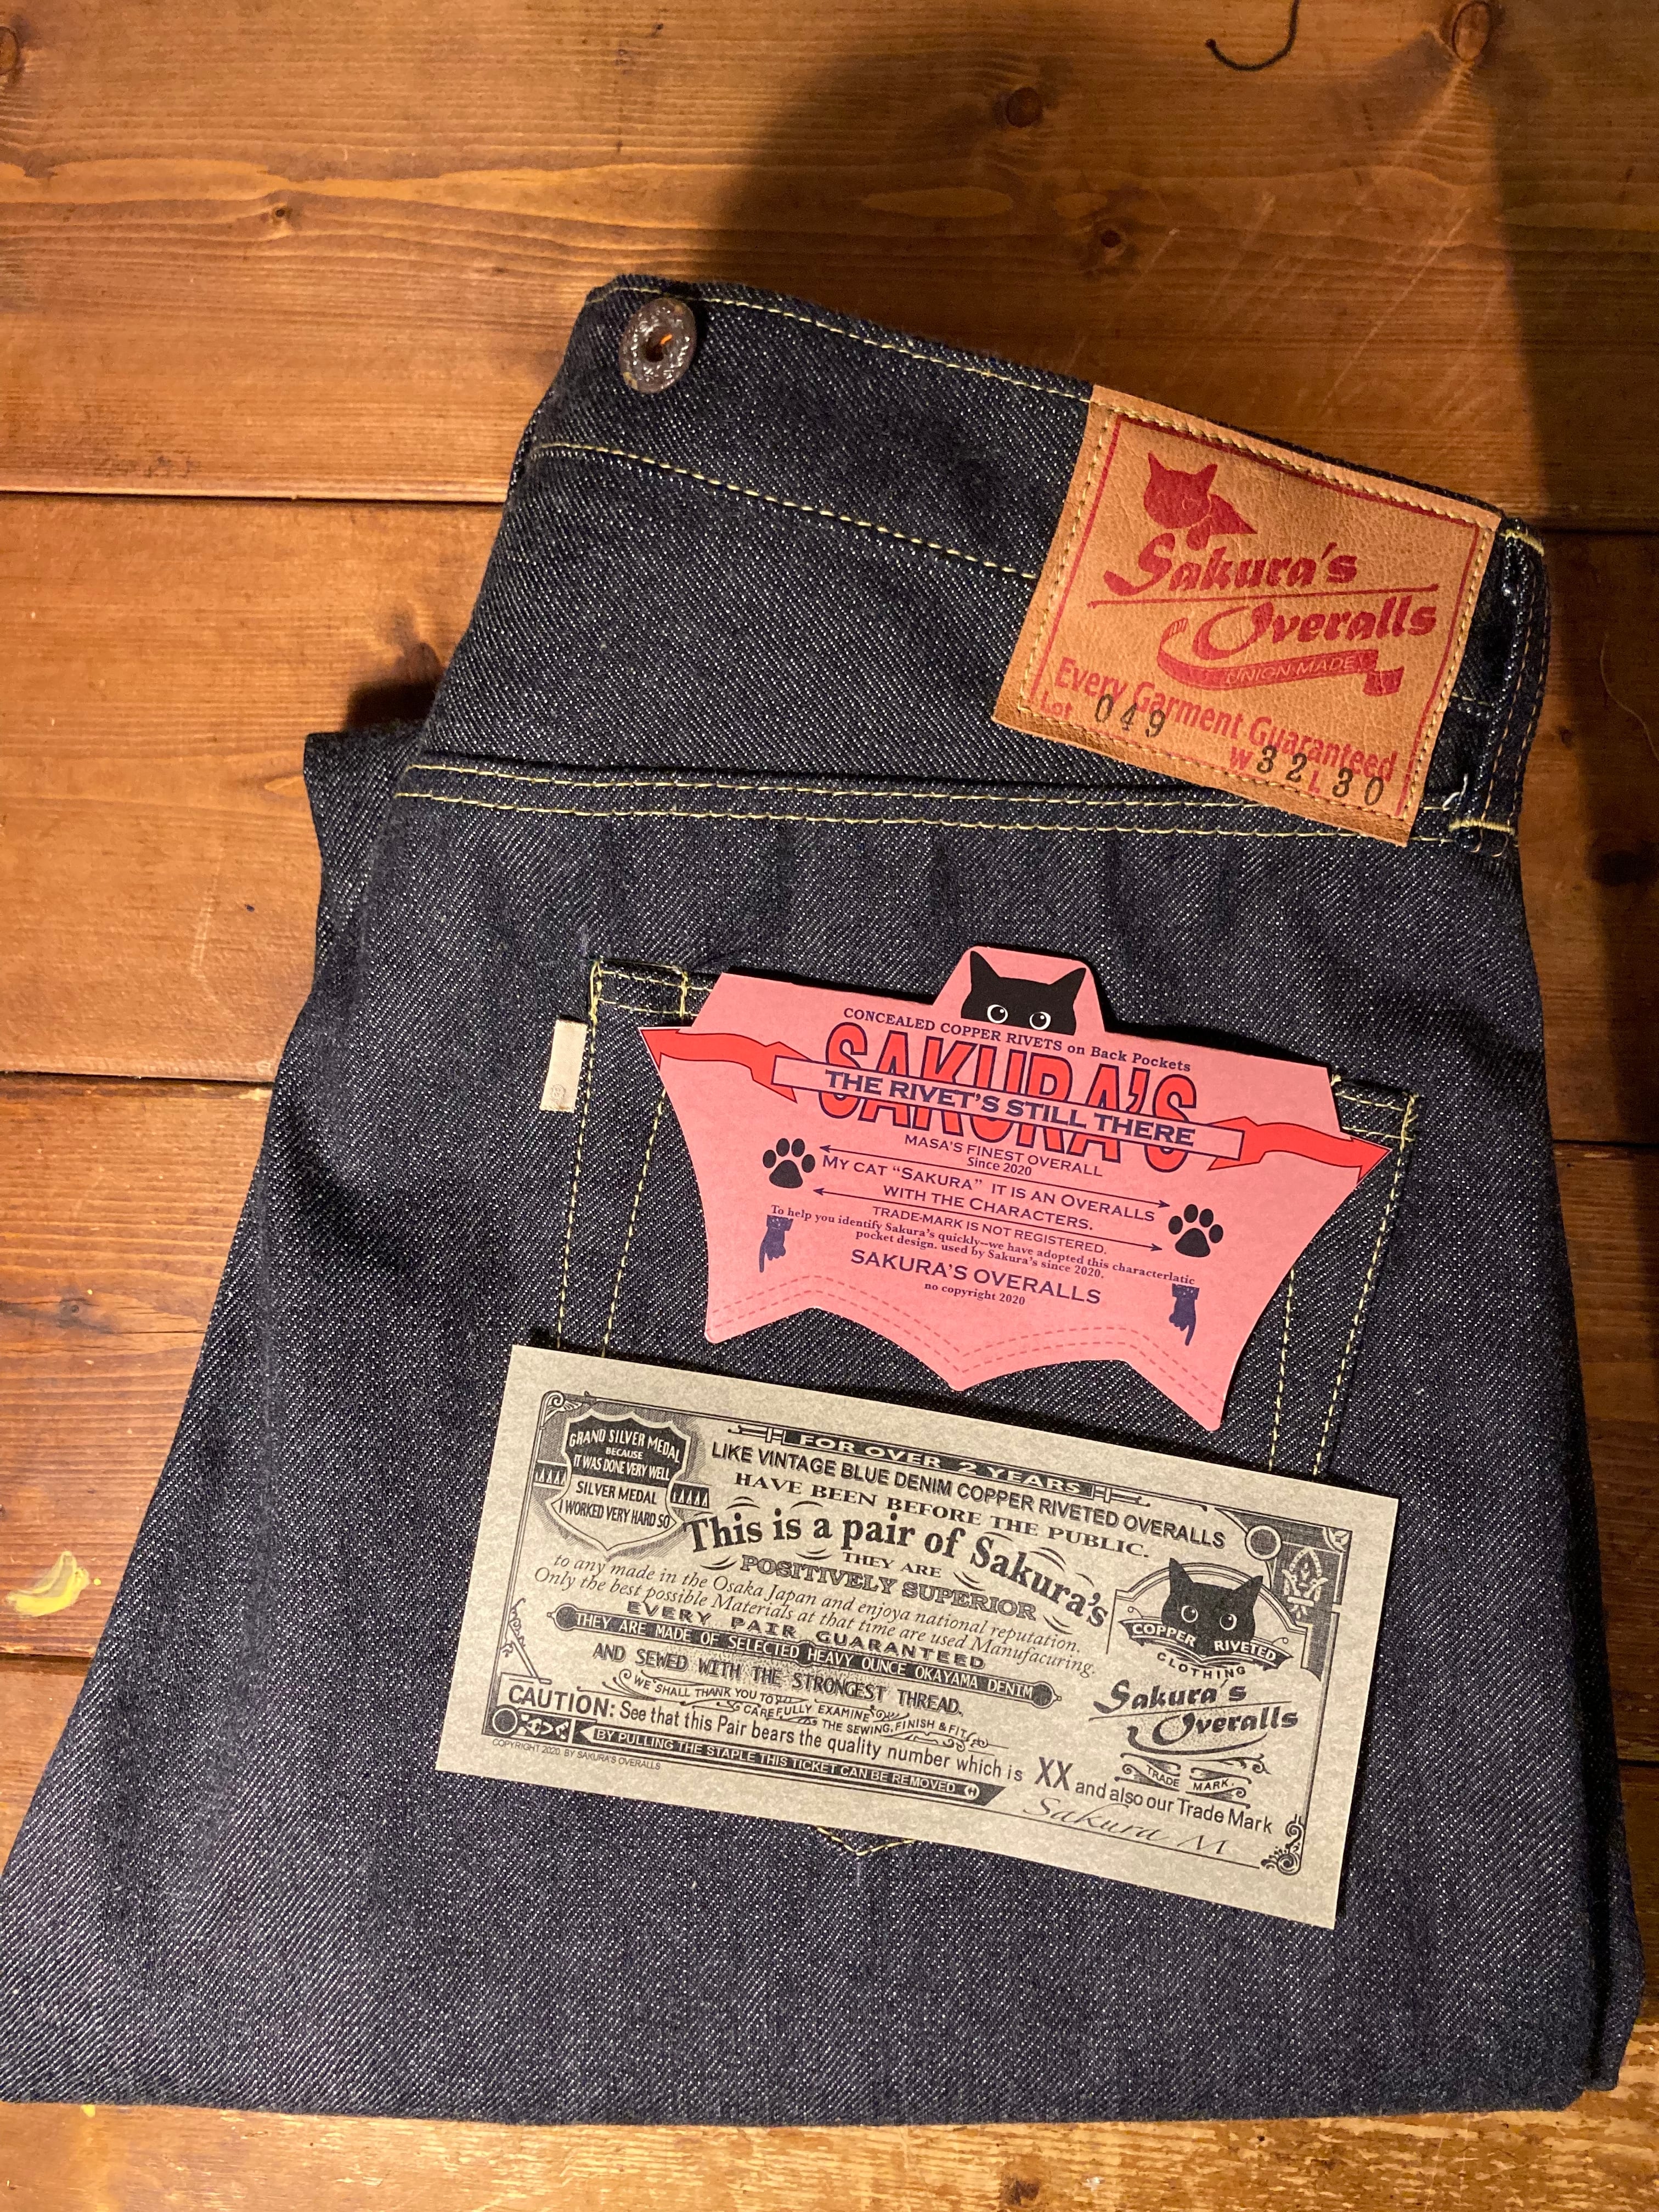 Sakura's
Overalls
UNION-MADE
Every Garment Guaranteed
Lot 049
W 32 L 30
CONCEALED COPPER RIVETS on Back Pockets
SAKURA'S
THE RIVET'S STILL THERE
MASA'S FINEST OVERALL
Since 2020
MY CAT "SAKURA" IT IS AN OVERALLS
WITH THE CHARACTERS.
TRADE-MARK IS NOT REGISTERED.
To help you identify Sakura's quickly—we have adopted this characterlatic
pocket design. used by Sakura's since 2020.
SAKURA'S OVERALLS
no copyright 2020
GRAND SILVER MEDAL
BECAUSE
IT WAS DONE VERY WELL
SILVER MEDAL
I WORKED VERY HARD SO
FOR OVER 2 YEARS
LIKE VINTAGE BLUE DENIM COPPER RIVETED OVERALLS
HAVE BEEN BEFORE THE PUBLIC.
This is a pair of Sakura's
THEY ARE
POSITIVELY SUPERIOR
to any made in the Osaka Japan and enjoya national reputation.
Only the best possible Materials at that time are used Manufacuring.
EVERY PAIR GUARANTEED
THEY ARE MADE OF SELECTED HEAVY OUNCE OKAYAMA DENIM
AND SEWED WITH THE STRONGEST THREAD.
WE SHALL THANK YOU TO
CAREFULLY EXAMINE
THE SEWING, FINISH & FIT
CAUTION: See that this Pair bears the quality number which is XX and also our Trade Mark
BY PULLING THE STAPLE THIS TICKET CAN BE REMOVED
COPYRIGHT 2020 BY SAKURA'S OVERALLS
COPPER RIVETED
CLOTHING
Sakura's
Overalls
TRADE MARK
Sakura M